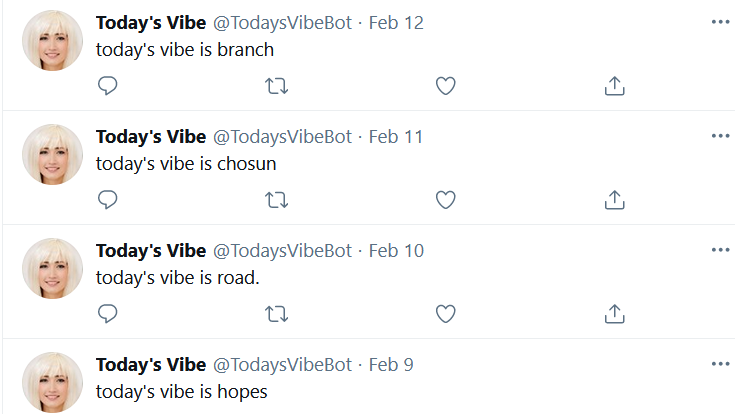 Today's Vibe @TodaysVibeBot · Feb 12
today's vibe is branch
Today's Vibe @TodaysVibeBot · Feb 11
today's vibe is chosun
Today's Vibe @TodaysVibeBot · Feb 10
today's vibe is road.
Today's Vibe @TodaysVibeBot · Feb 9
today's vibe is hopes